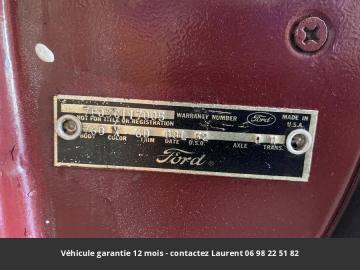 WARRANTY NUMBER Ford MADE IN U.S.A.
NOT FOR TITLE OR REGISTRATION
BODY COLOR TRIM DATE D.S.O. AXLE TRANS.
Ford ®
Véhicule garantie 12 mois - contactez Laurent 06 98 22 51 82